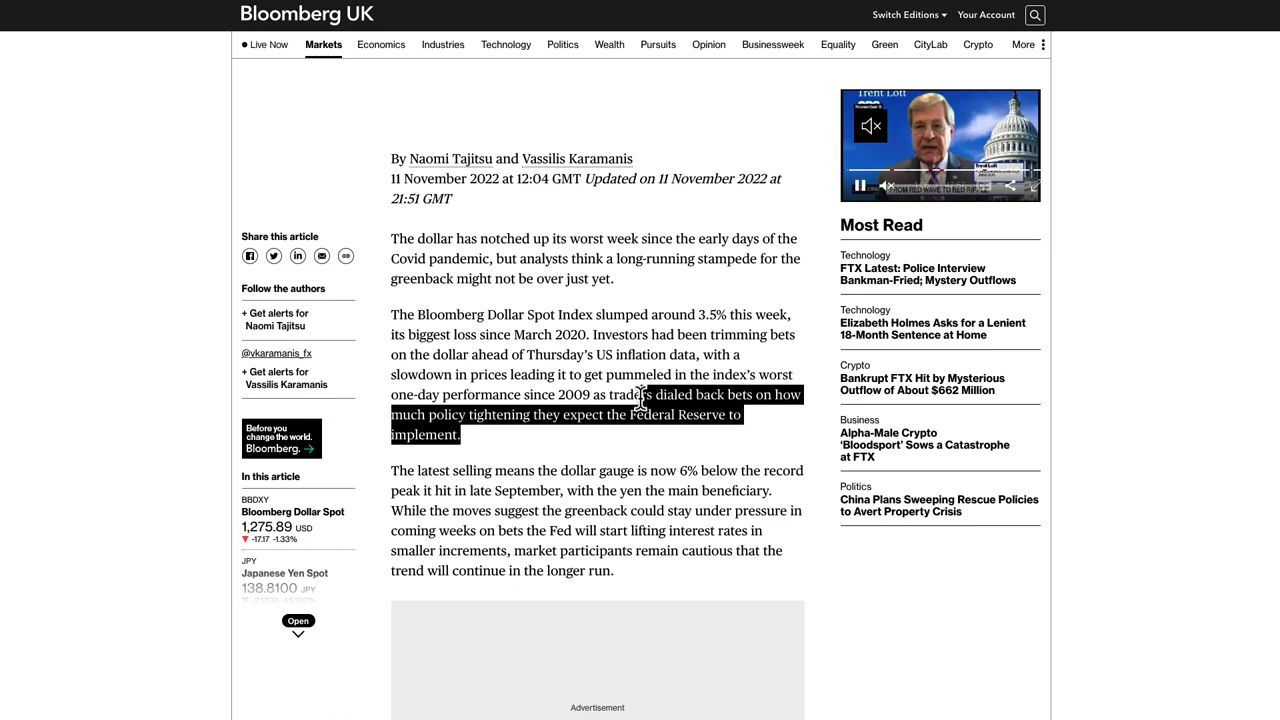 Bloomberg UK
Switch Editions
Your Account
Live Now
Markets
Economics
Industries
Technology
Politics
Wealth
Pursuits
Opinion
Businessweek
Equality
Green
CityLab
Crypto
More
By Naomi Tajitsu and Vassilis Karamanis
11 November 2022 at 12:04 GMT Updated on 11 November 2022 at
21:51 GMT
Share this article
Follow the authors
+ Get alerts for
Naomi Tajitsu
@vkaramanis_fx
+ Get alerts for
Vassilis Karamanis
Before you
change the world.
Bloomberg. →
In this article
BBDXY
Bloomberg Dollar Spot
1,275.89 USD
▼ -17.17 -1.33%
JPY
Japanese Yen Spot
138.8100 JPY
Open
The dollar has notched up its worst week since the early days of the
Covid pandemic, but analysts think a long-running stampede for the
greenback might not be over just yet.
The Bloomberg Dollar Spot Index slumped around 3.5% this week,
its biggest loss since March 2020. Investors had been trimming bets
on the dollar ahead of Thursday's US inflation data, with a
slowdown in prices leading it to get pummeled in the index's worst
one-day performance since 2009 as traders dialed back bets on how
much policy tightening they expect the Federal Reserve to
implement.
The latest selling means the dollar gauge is now 6% below the record
peak it hit in late September, with the yen the main beneficiary.
While the moves suggest the greenback could stay under pressure in
coming weeks on bets the Fed will start lifting interest rates in
smaller increments, market participants remain cautious that the
trend will continue in the longer run.
Advertisement
Trent Lott
November 9
FROM RED WAVE TO RED RIPPLE
Most Read
Technology
FTX Latest: Police Interview
Bankman-Fried; Mystery Outflows
Technology
Elizabeth Holmes Asks for a Lenient
18-Month Sentence at Home
Crypto
Bankrupt FTX Hit by Mysterious
Outflow of About $662 Million
Business
Alpha-Male Crypto
'Bloodsport' Sows a Catastrophe
at FTX
Politics
China Plans Sweeping Rescue Policies
to Avert Property Crisis